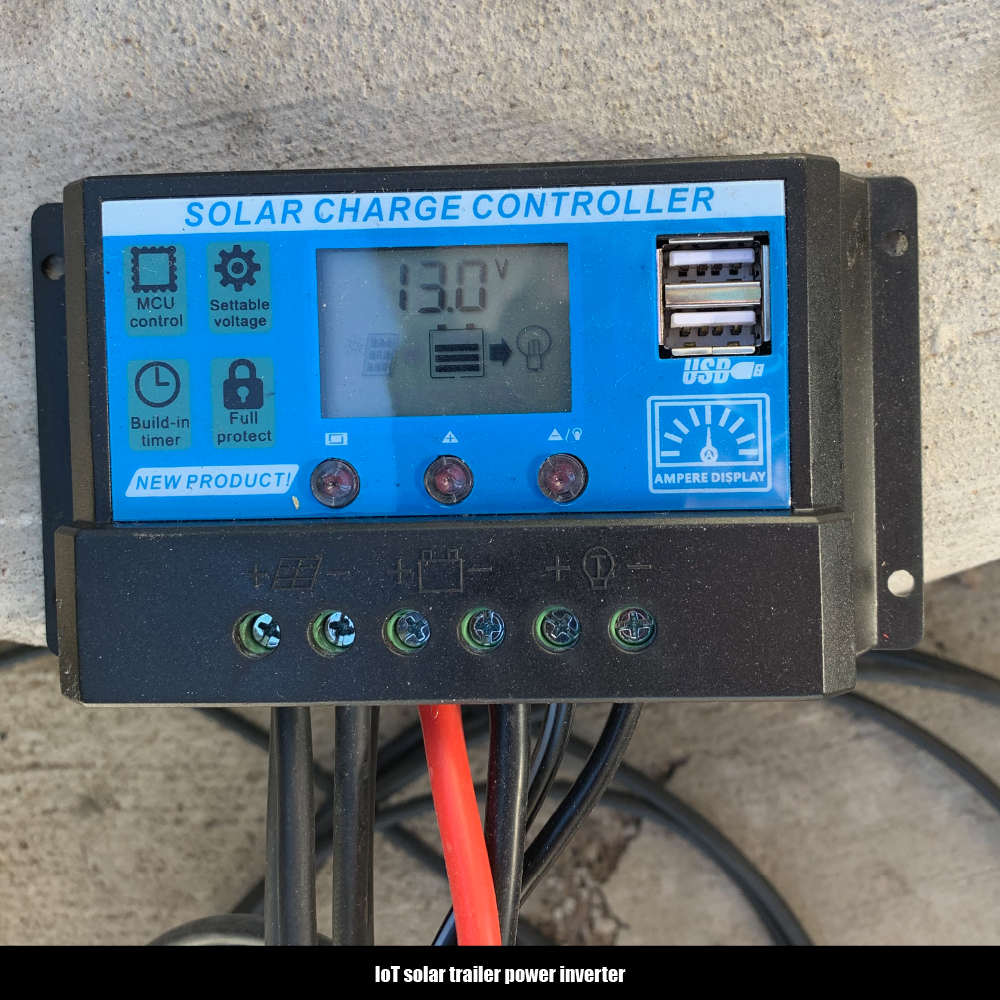 SOLAR CHARGE CONTROLLER
MCU
control
Settable
voltage
13.0 V
USB
Build-in
timer
Full
protect
NEW PRODUCT!
A
AMPERE DISPLAY
IoT solar trailer power inverter